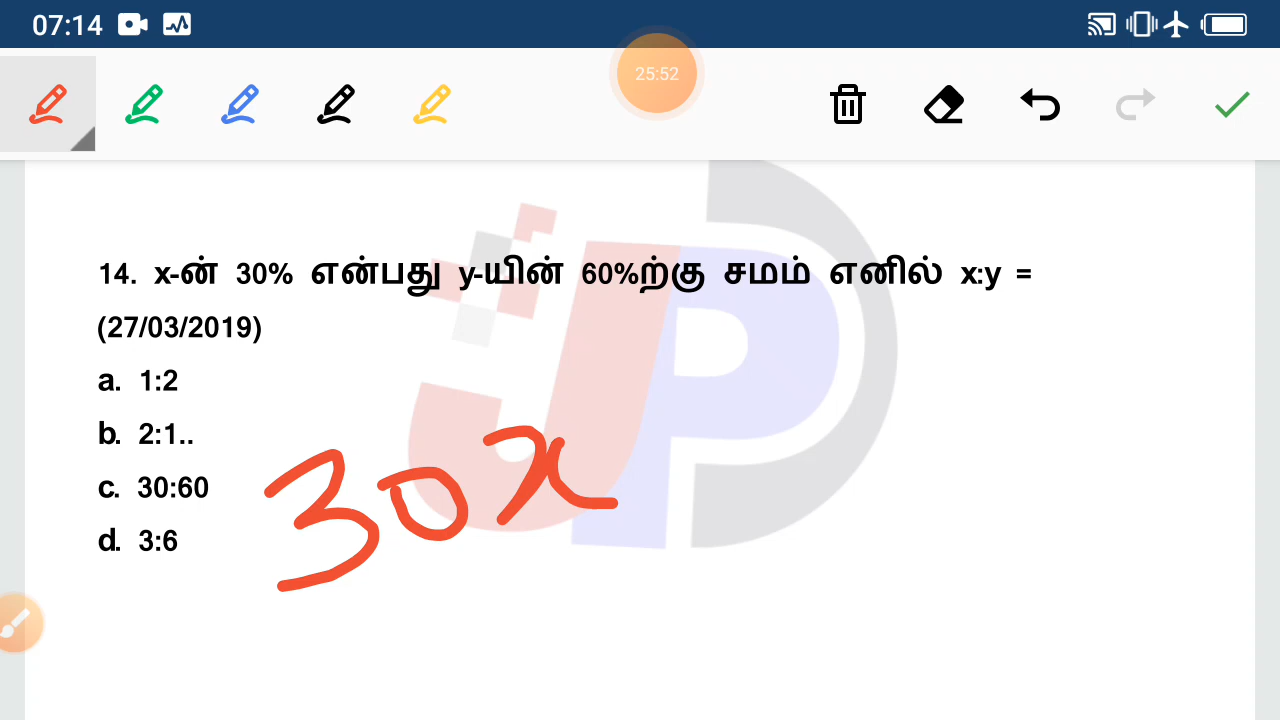 07:14
25:52
14. x-ன் 30% என்பது y-யின் 60%ற்கு சமம் எனில் x:y =
(27/03/2019)
a. 1:2
b. 2:1..
c. 30:60
d. 3:6
30x